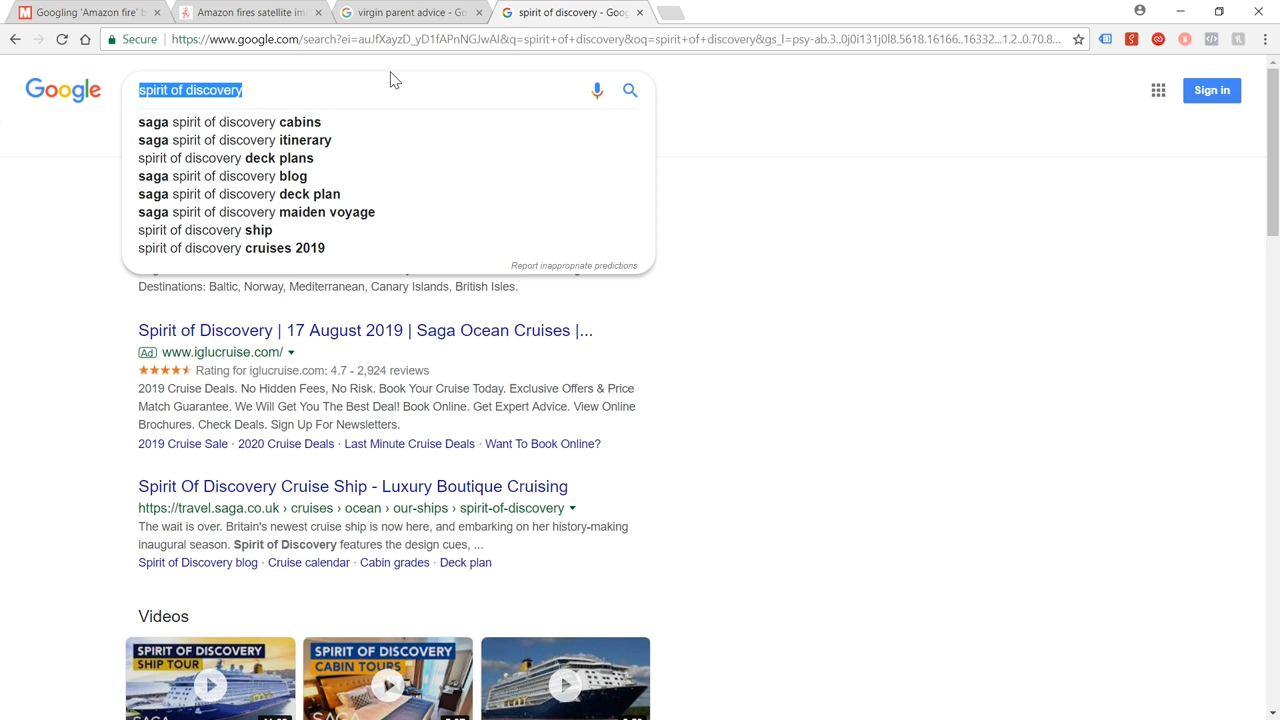 Googling 'Amazon fire' b
Amazon fires satellite im
virgin parent advice - Go
spirit of discovery - Goog
Secure
https://www.google.com/search?ei=auJfXayzD_yD1fAPnNGJwAI&q=spirit+of+discovery&oq=spirit+of+discovery&gs_l=psy-ab.3..0j0i131j0l8.5618.16166..16332...1.2..0.70.8...
Google
spirit of discovery
Sign in
saga spirit of discovery cabins
saga spirit of discovery itinerary
spirit of discovery deck plans
saga spirit of discovery blog
saga spirit of discovery deck plan
saga spirit of discovery maiden voyage
spirit of discovery ship
spirit of discovery cruises 2019
Report inappropriate predictions
Destinations: Baltic, Norway, Mediterranean, Canary Islands, British Isles.
Spirit of Discovery | 17 August 2019 | Saga Ocean Cruises |...
Ad www.iglucruise.com/
Rating for iglucruise.com: 4.7 - 2,924 reviews
2019 Cruise Deals. No Hidden Fees, No Risk. Book Your Cruise Today. Exclusive Offers & Price
Match Guarantee. We Will Get You The Best Deal! Book Online. Get Expert Advice. View Online
Brochures. Check Deals. Sign Up For Newsletters.
2019 Cruise Sale · 2020 Cruise Deals · Last Minute Cruise Deals · Want To Book Online?
Spirit Of Discovery Cruise Ship - Luxury Boutique Cruising
https://travel.saga.co.uk › cruises › ocean › our-ships › spirit-of-discovery
The wait is over. Britain's newest cruise ship is now here, and embarking on her history-making
inaugural season. Spirit of Discovery features the design cues, ...
Spirit of Discovery blog · Cruise calendar · Cabin grades · Deck plan
Videos
SPIRIT OF DISCOVERY
SHIP TOUR
SAGA
SPIRIT OF DISCOVERY
CABIN TOURS
SAGA